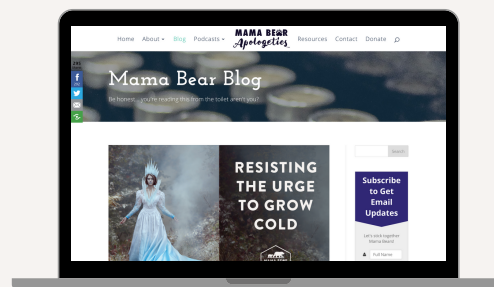 MAMA BEAR
Apologetics
Home About Blog Podcasts Resources Contact Donate
Mama Bear Blog
Be honest... you're reading this from the toilet aren't you?
Search
RESISTING
THE URGE
TO GROW
COLD
MAMA BEAR
Subscribe
to Get
Email
Updates
Let's stick together
Mama Bears!
Full Name